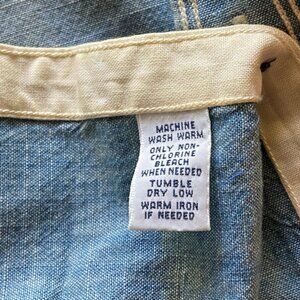 MACHINE
WASH WARM
ONLY NON-
CHLORINE
BLEACH
WHEN NEEDED
TUMBLE
DRY LOW
WARM IRON
IF NEEDED